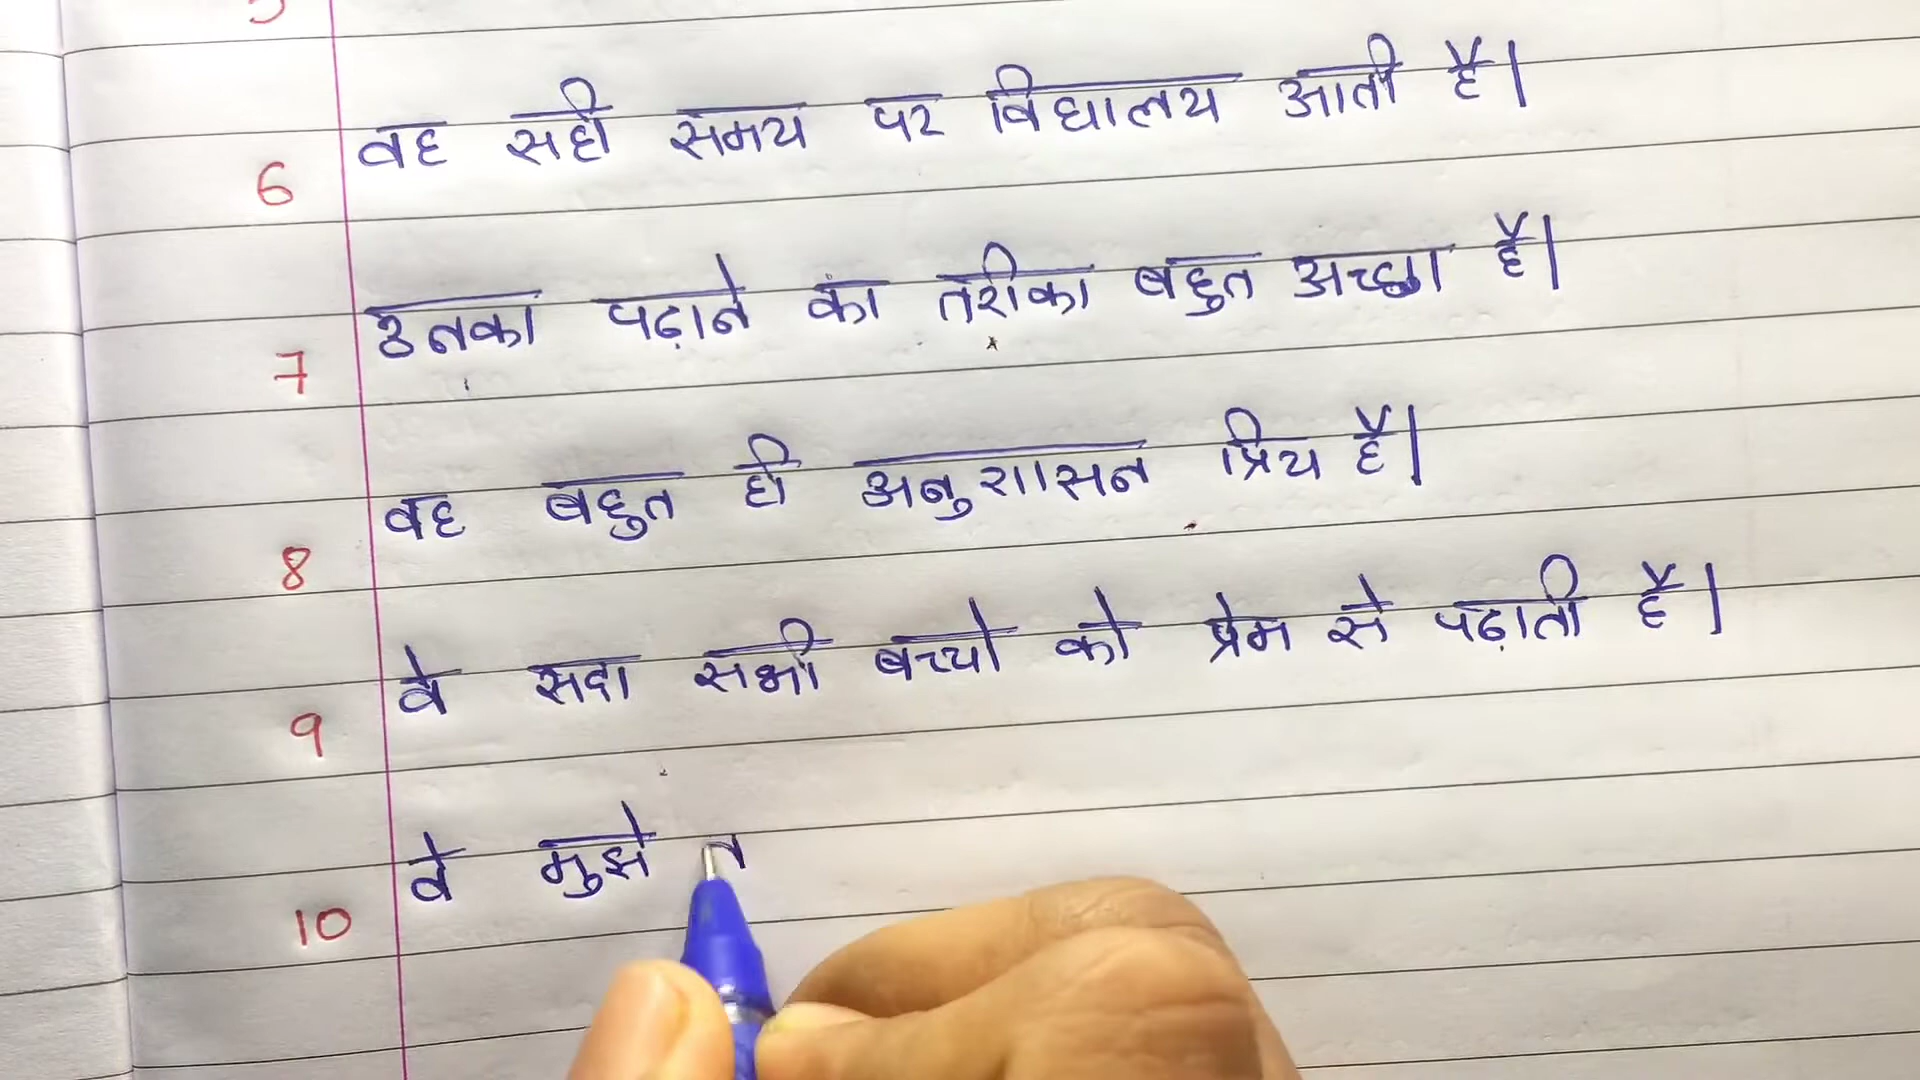 6 वह सही समय पर विधालय आती है।
7 उनका पढ़ाने का तरीका बहुत अच्छा है।
8 वह बहुत ही अनुशासन प्रिय है।
9 वे सदा सभी बच्चो को प्रेम से पढ़ाती है।
10 वे मुझे